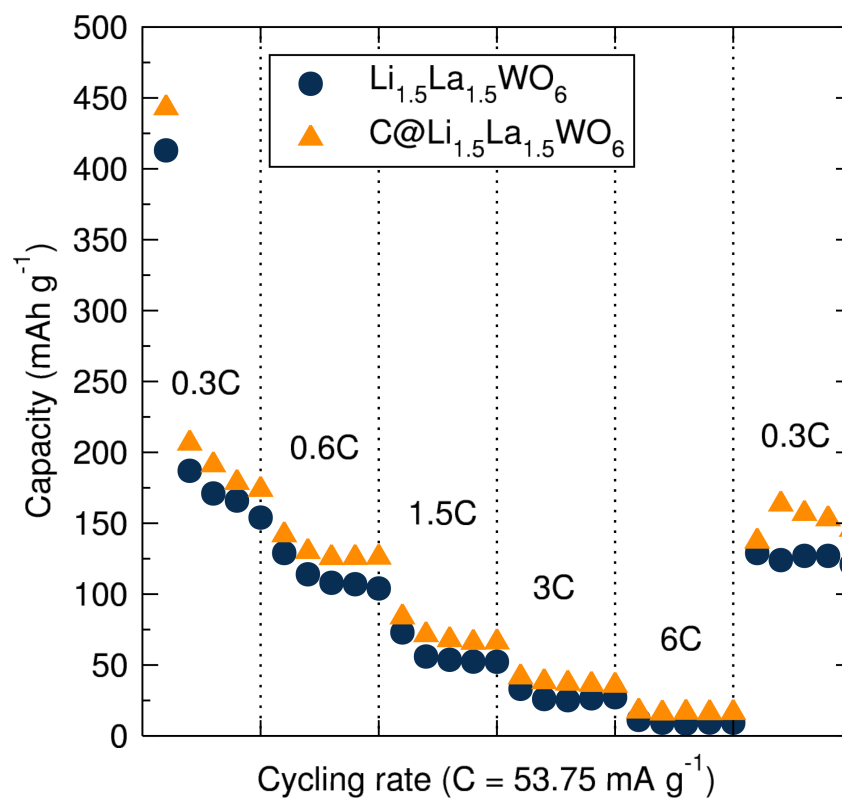 500
450
400
350
300
250
200
150
100
50
0
Capacity (mAh g⁻¹)
Li₁.₅La₁.₅WO₆
C@Li₁.₅La₁.₅WO₆
0.3C
0.6C
1.5C
3C
6C
0.3C
Cycling rate (C = 53.75 mA g⁻¹)